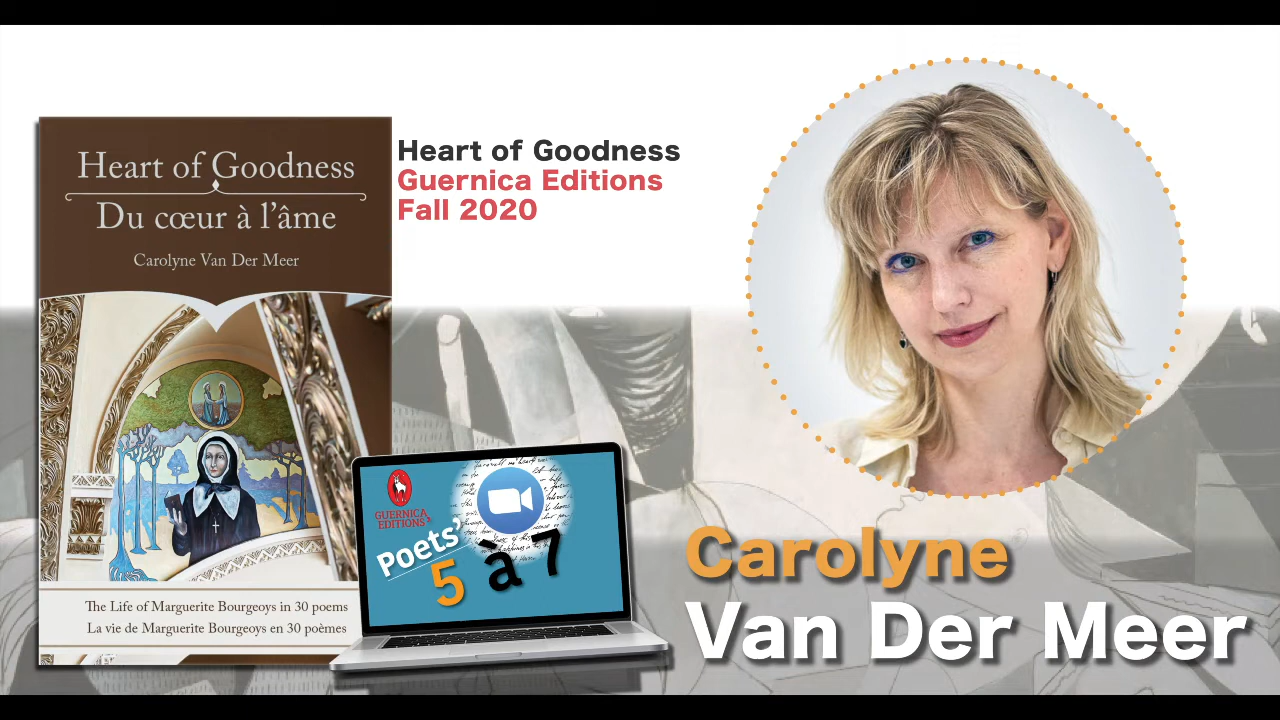 Heart of Goodness
Du cœur à l'âme
Carolyne Van Der Meer
The Life of Marguerite Bourgeoys in 30 poems
La vie de Marguerite Bourgeoys en 30 poèmes
Heart of Goodness
Guernica Editions
Fall 2020
GUERNICA
EDITIONS
Poets'
5 à 7
Carolyne
Van Der Meer